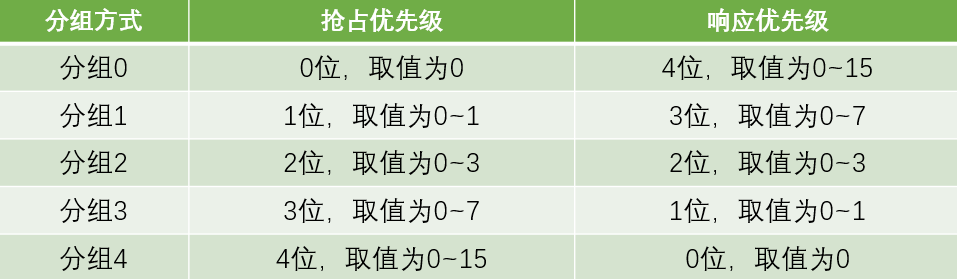 分组方式 抢占优先级 响应优先级
分组0 0位，取值为0 4位，取值为0~15
分组1 1位，取值为0~1 3位，取值为0~7
分组2 2位，取值为0~3 2位，取值为0~3
分组3 3位，取值为0~7 1位，取值为0~1
分组4 4位，取值为0~15 0位，取值为0